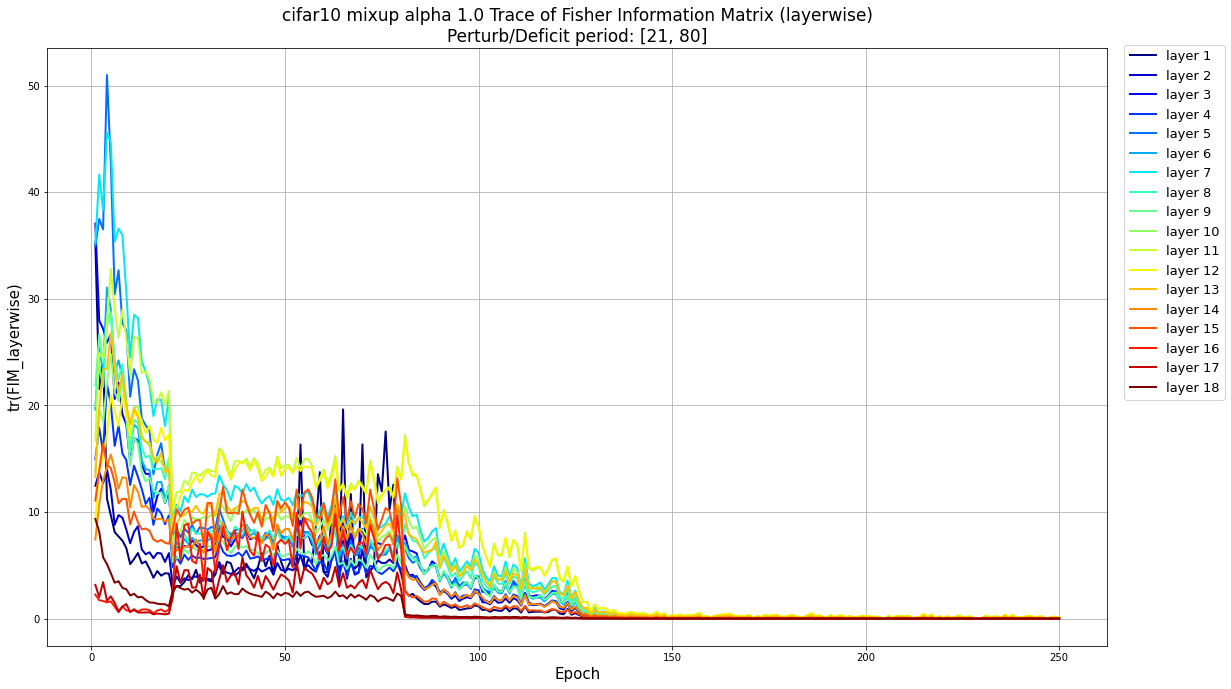 cifar10 mixup alpha 1.0 Trace of Fisher Information Matrix (layerwise)
Perturb/Deficit period: [21, 80]
tr(FIM_layerwise)
50
40
30
20
10
0
0 50 100 150 200 250
Epoch
layer 1
layer 2
layer 3
layer 4
layer 5
layer 6
layer 7
layer 8
layer 9
layer 10
layer 11
layer 12
layer 13
layer 14
layer 15
layer 16
layer 17
layer 18